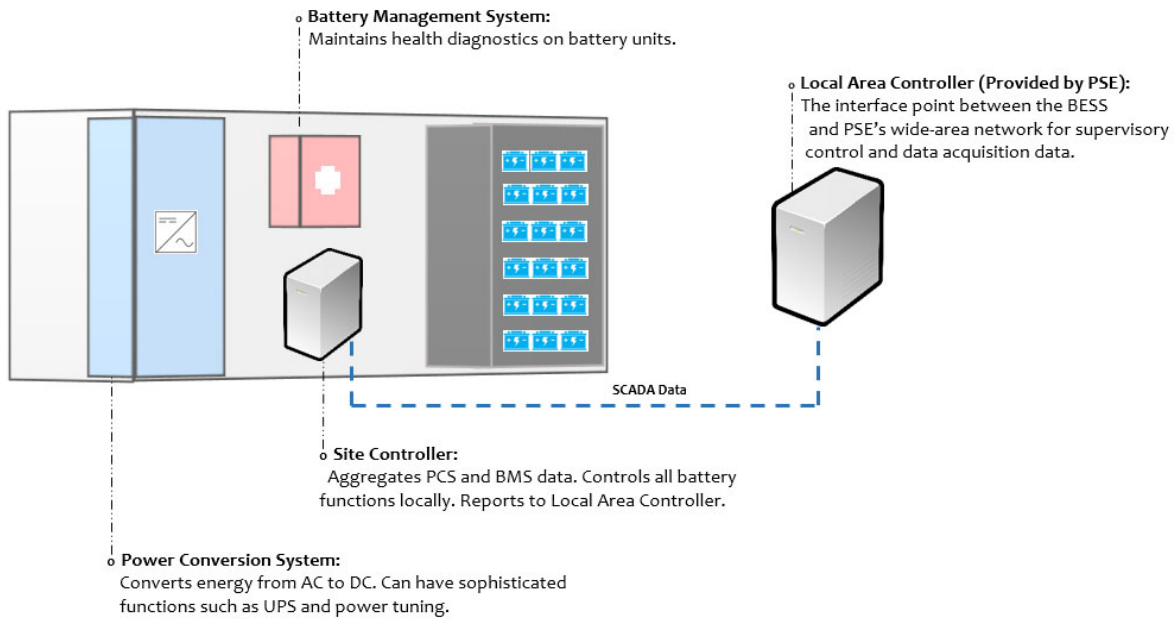 Battery Management System:
Maintains health diagnostics on battery units.
Local Area Controller (Provided by PSE):
The interface point between the BESS
and PSE's wide-area network for supervisory
control and data acquisition data.
SCADA Data
Site Controller:
Aggregates PCS and BMS data. Controls all battery
functions locally. Reports to Local Area Controller.
Power Conversion System:
Converts energy from AC to DC. Can have sophisticated
functions such as UPS and power tuning.